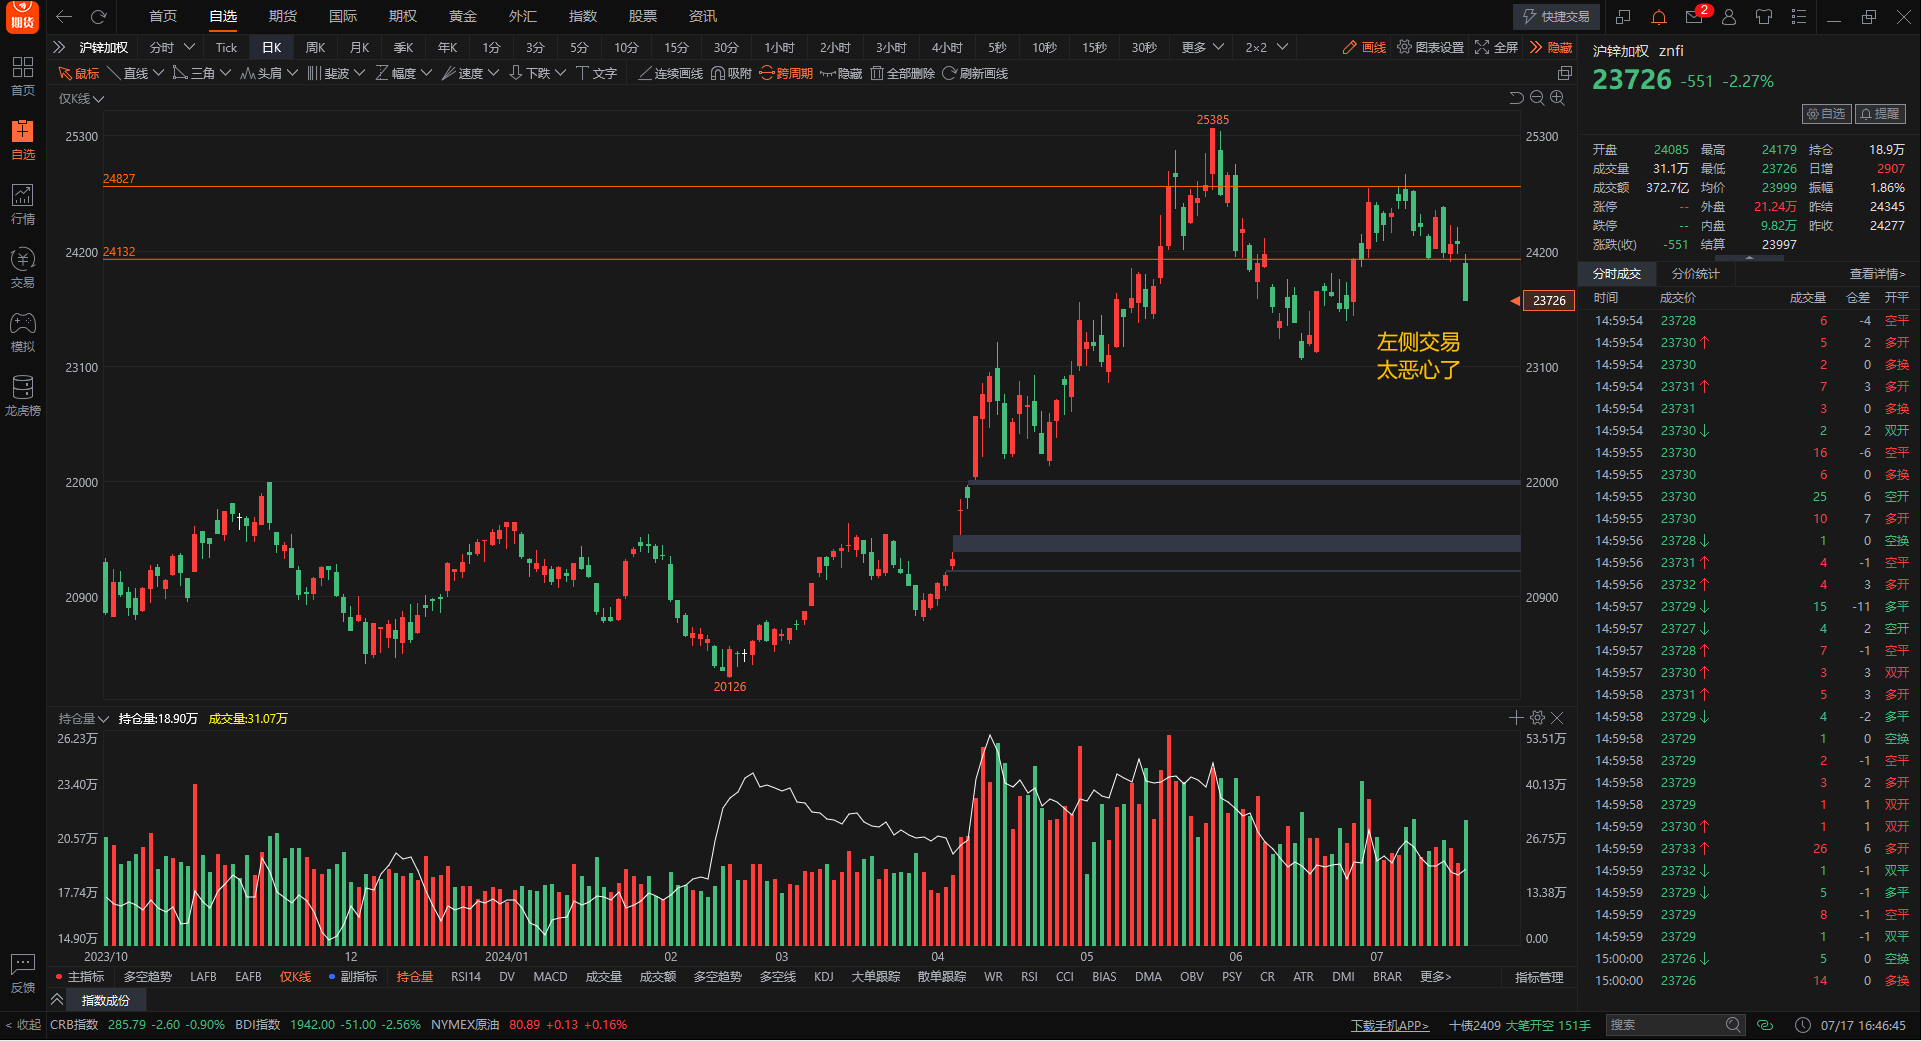 期货
首页 自选 期货 国际 期权 黄金 外汇 指数 股票 资讯
快捷交易 2
沪锌加权 分时 Tick 日K 周K 月K 季K 年K 1分 3分 5分 10分 15分 30分 1小时 2小时 3小时 4小时 5秒 10秒 15秒 30秒 更多 2×2 画线 图表设置 全屏 隐藏
鼠标 直线 三角 头肩 斐波 幅度 速度 下跌 文字 连续画线 吸附 跨周期 隐藏 全部删除 刷新画线
首页
自选
行情
交易
模拟
龙虎榜
反馈
< 收起
仅K线
25385
25300 25300
24827
24200 24132 24200
23726
左侧交易
太恶心了
23100 23100
22000 22000
20900 20900
20126
持仓量 持仓量:18.90万 成交量:31.07万
26.23万 53.51万
23.40万 40.13万
20.57万 26.75万
17.74万 13.38万
14.90万 0.00
2023/10 12 2024/01 02 03 04 05 06 07
主指标 多空趋势 LAFB EAFB 仅K线 副指标 持仓量 RSI14 DV MACD 成交量 成交额 多空趋势 多空线 KDJ 大单跟踪 散单跟踪 WR RSI CCI BIAS DMA OBV PSY CR ATR DMI BRAR 更多> 指标管理
指数成份
CRB指数 285.79 -2.60 -0.90% BDI指数 1942.00 -51.00 -2.56% NYMEX原油 80.89 +0.13 +0.16%
下载手机APP> 十债2409 大笔开空 151手 搜索 07/17 16:46:45
沪锌加权 znfi
23726 -551 -2.27%
自选 提醒
开盘 24085 最高 24179 持仓 18.9万
成交量 31.1万 最低 23726 日增 2907
成交额 372.7亿 均价 23999 振幅 1.86%
涨停 -- 外盘 21.24万 昨结 24345
跌停 -- 内盘 9.82万 昨收 24277
涨跌(收) -551 结算 23997
分时成交 分价统计 查看详情>
时间 成交价 成交量 仓差 开平
14:59:54 23728 6 -4 空平
14:59:54 23730↑ 5 2 多开
14:59:54 23730 2 0 多换
14:59:54 23731↑ 7 3 多开
14:59:54 23731 3 0 多换
14:59:54 23730↓ 2 2 双开
14:59:55 23730 16 -6 空平
14:59:55 23730 6 0 多换
14:59:55 23730 25 6 空开
14:59:55 23730 10 7 多开
14:59:56 23728↓ 1 0 空换
14:59:56 23731↑ 4 -1 空平
14:59:56 23732↑ 4 3 多开
14:59:57 23729↓ 15 -11 多平
14:59:57 23727↓ 4 2 空开
14:59:57 23728↑ 7 -1 空平
14:59:57 23730↑ 3 3 双开
14:59:58 23731↑ 5 3 多开
14:59:58 23729↓ 4 -2 多平
14:59:58 23729 1 0 空换
14:59:58 23729 2 -1 空平
14:59:58 23729 3 2 多开
14:59:58 23729 1 1 双开
14:59:59 23730↑ 1 1 双开
14:59:59 23733↑ 26 6 多开
14:59:59 23732↓ 1 -1 双平
14:59:59 23729↓ 5 -1 多平
14:59:59 23729 8 -1 空平
14:59:59 23729 1 -1 双平
15:00:00 23726↓ 5 0 空换
15:00:00 23726 14 0 多换